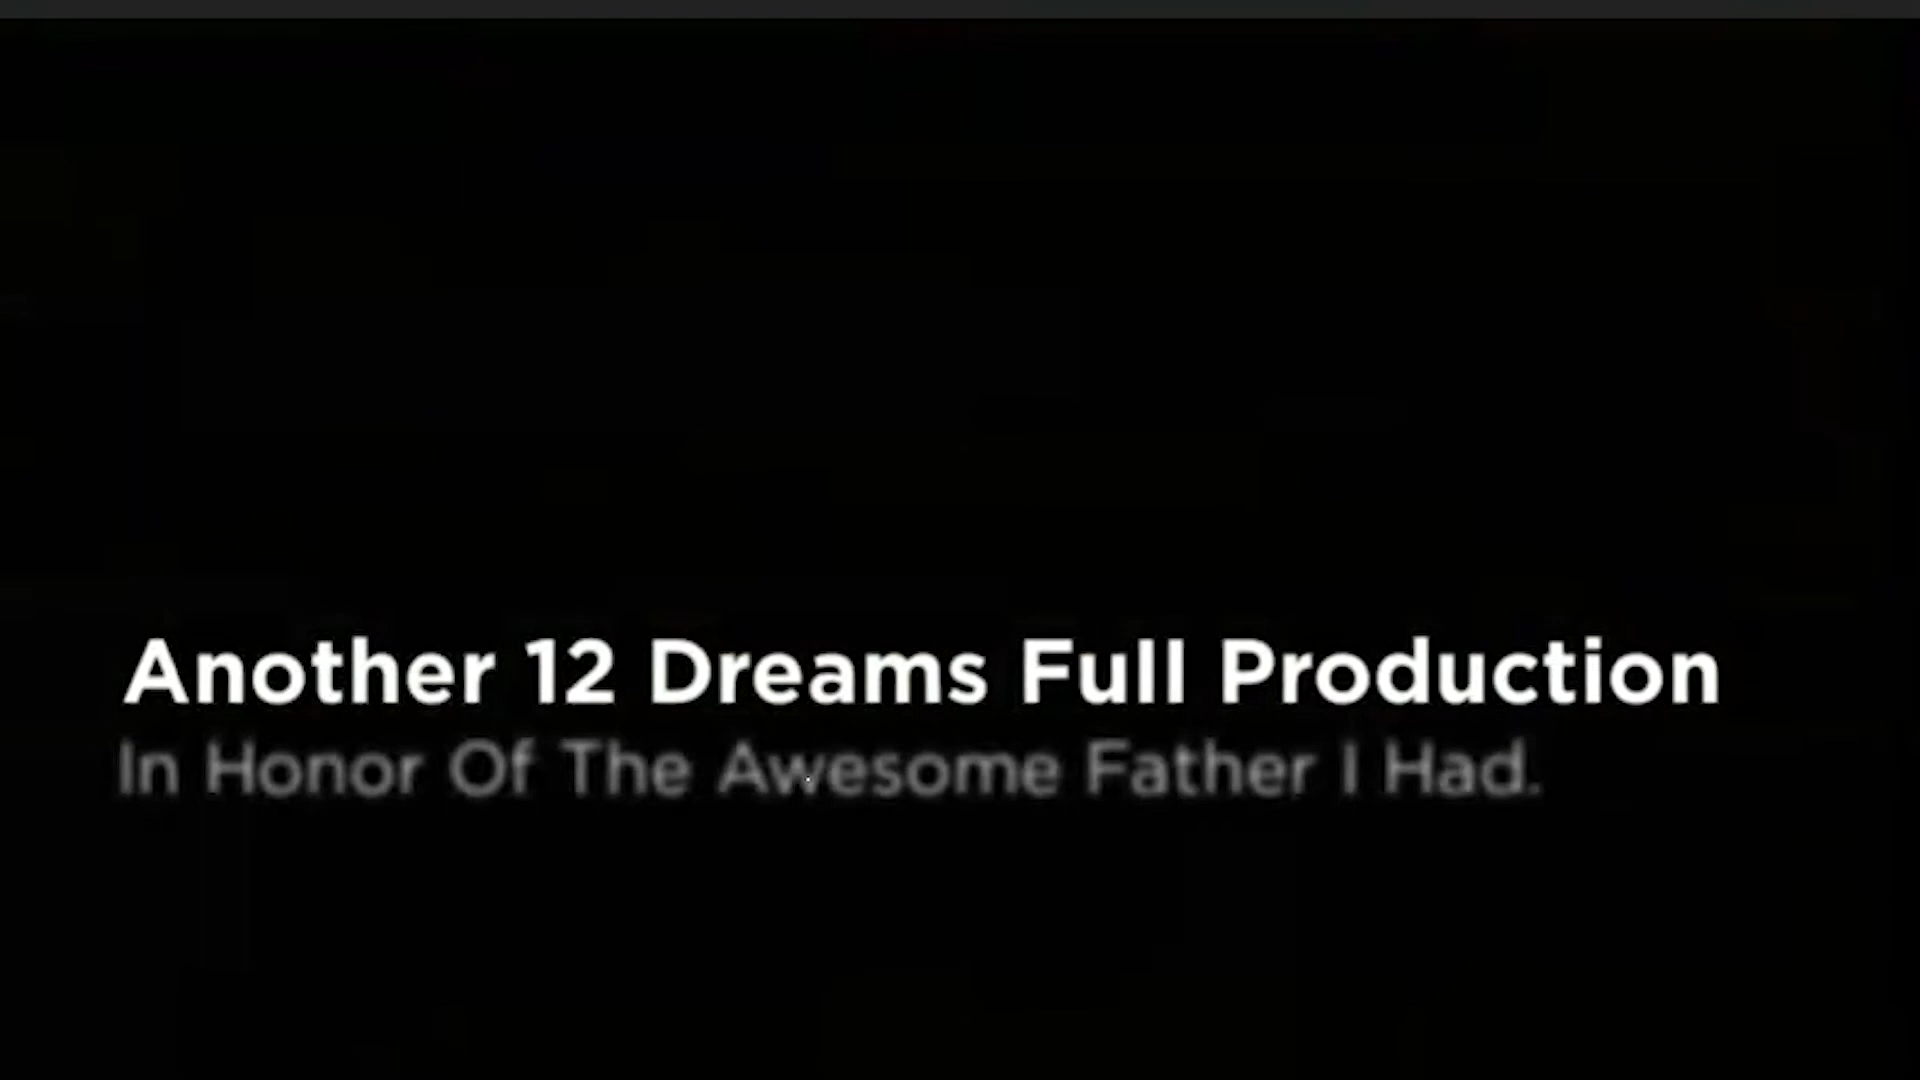 Another 12 Dreams Full Production
In Honor Of The Awesome Father I Had.